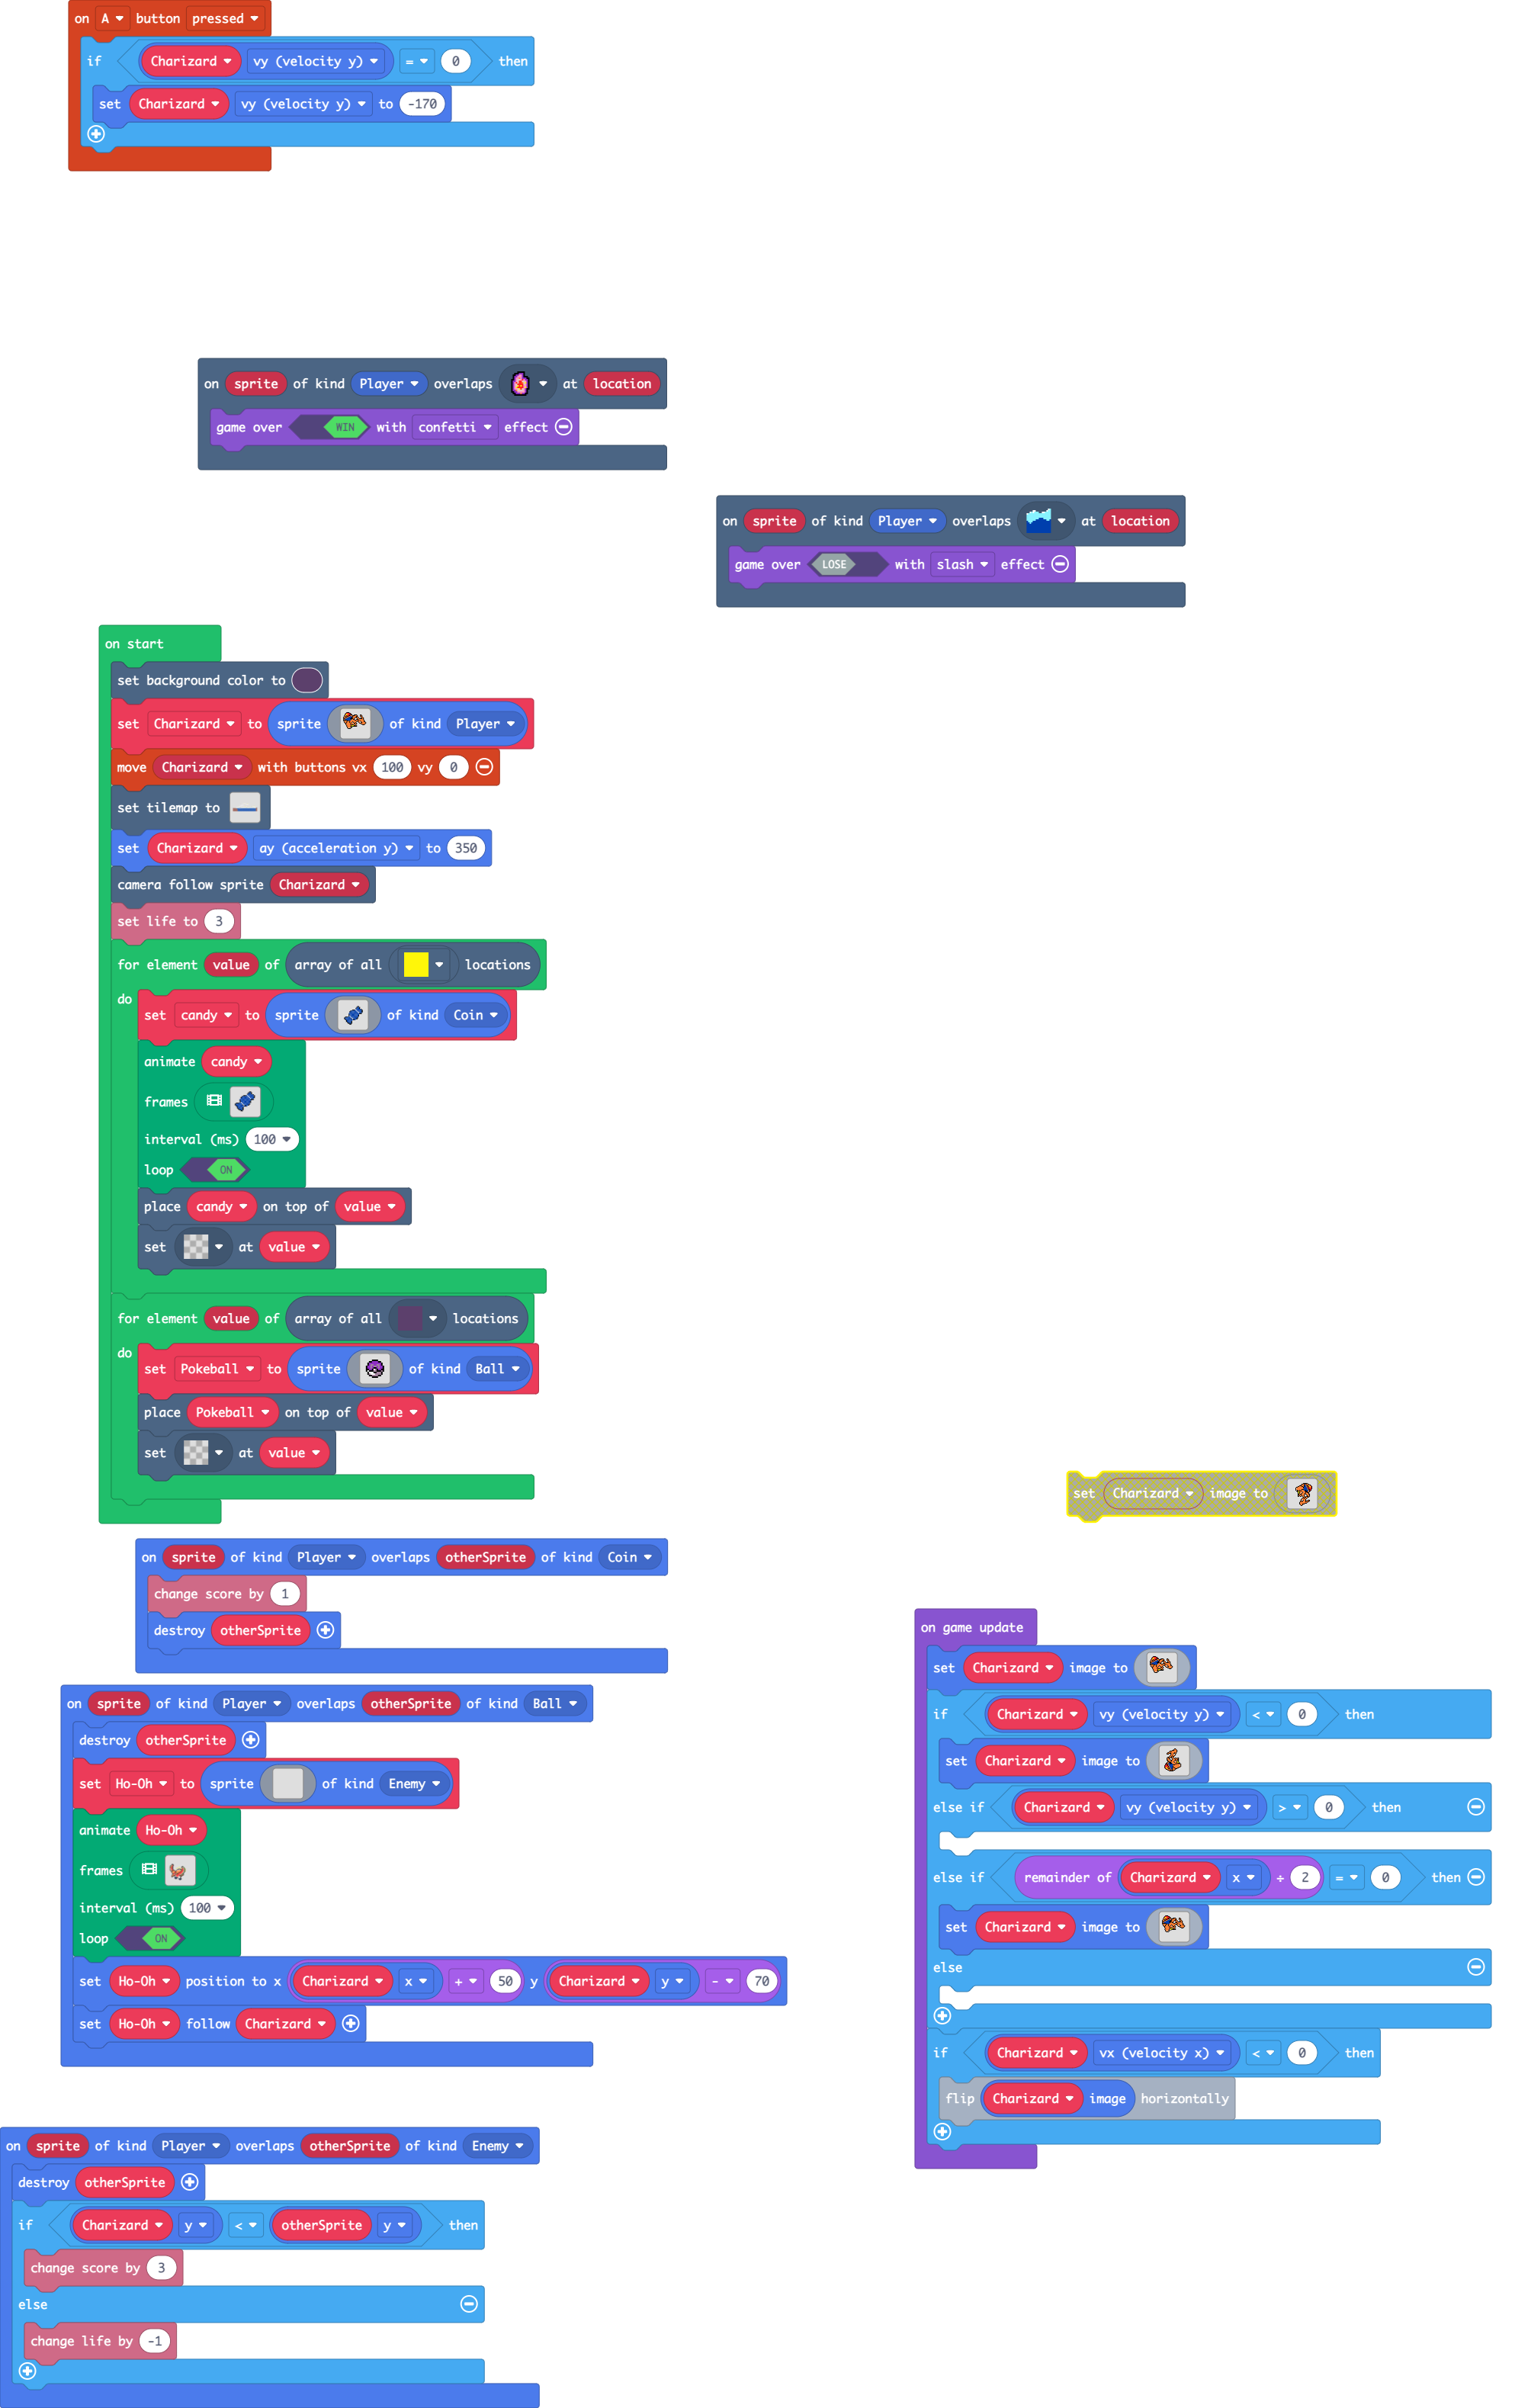 on A button pressed
if Charizard vy (velocity y) = 0 then
set Charizard vy (velocity y) to -170
on sprite of kind Player overlaps at location
game over WIN with confetti effect
on sprite of kind Player overlaps at location
game over LOSE with slash effect
on start
set background color to
set Charizard to sprite of kind Player
move Charizard with buttons vx 100 vy 0
set tilemap to
set Charizard ay (acceleration y) to 350
camera follow sprite Charizard
set life to 3
for element value of array of all locations
do
set candy to sprite of kind Coin
animate candy
frames
interval (ms) 100
loop ON
place candy on top of value
set at value
for element value of array of all locations
do
set Pokeball to sprite of kind Ball
place Pokeball on top of value
set at value
set Charizard image to
on sprite of kind Player overlaps otherSprite of kind Coin
change score by 1
destroy otherSprite
on sprite of kind Player overlaps otherSprite of kind Ball
destroy otherSprite
set Ho-Oh to sprite of kind Enemy
animate Ho-Oh
frames
interval (ms) 100
loop ON
set Ho-Oh position to x Charizard x + 50 y Charizard y - 70
set Ho-Oh follow Charizard
on game update
set Charizard image to
if Charizard vy (velocity y) < 0 then
set Charizard image to
else if Charizard vy (velocity y) > 0 then
else if remainder of Charizard x ÷ 2 = 0 then
set Charizard image to
else
if Charizard vx (velocity x) < 0 then
flip Charizard image horizontally
on sprite of kind Player overlaps otherSprite of kind Enemy
destroy otherSprite
if Charizard y < otherSprite y then
change score by 3
else
change life by -1